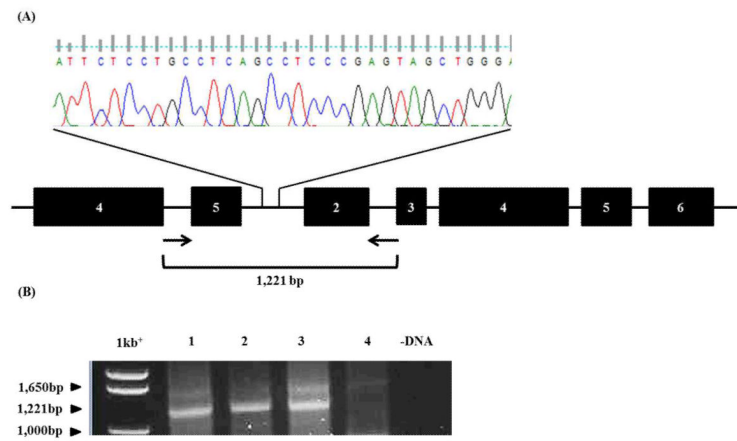 (A)
A T T C T C C T G C C T C A G C C T C C C G A G T A G C T G G G A
4 5 2 3 4 5 6
1,221 bp
(B)
1kb+ 1 2 3 4 -DNA
1,650bp
1,221bp
1,000bp